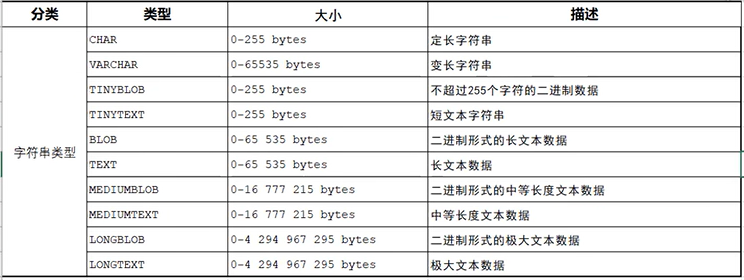 分类 类型 大小 描述
CHAR 0-255 bytes 定长字符串
VARCHAR 0-65535 bytes 变长字符串
TINYBLOB 0-255 bytes 不超过255个字符的二进制数据
TINYTEXT 0-255 bytes 短文本字符串
字符串类型 BLOB 0-65 535 bytes 二进制形式的长文本数据
TEXT 0-65 535 bytes 长文本数据
MEDIUMBLOB 0-16 777 215 bytes 二进制形式的中等长度文本数据
MEDIUMTEXT 0-16 777 215 bytes 中等长度文本数据
LONGBLOB 0-4 294 967 295 bytes 二进制形式的极大文本数据
LONGTEXT 0-4 294 967 295 bytes 极大文本数据